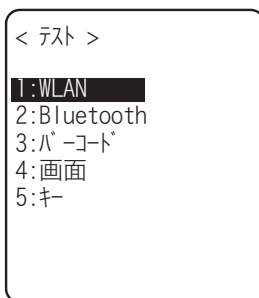 < ﾃｽﾄ >
1:WLAN
2:Bluetooth
3:ﾊﾞｰｺｰﾄﾞ
4:画面
5:ｷｰ